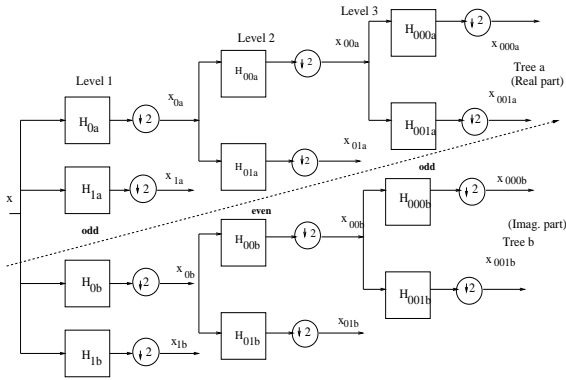 Level 1
Level 2
Level 3
x
H0a
↓2
x0a
H1a
↓2
x1a
H00a
↓2
x00a
H01a
↓2
x01a
H000a
↓2
x000a
H001a
↓2
x001a
Tree a
(Real part)
odd
even
odd
H0b
↓2
x0b
H1b
↓2
x1b
H00b
↓2
x00b
H01b
↓2
x01b
H000b
↓2
x000b
H001b
↓2
x001b
(Imag. part)
Tree b